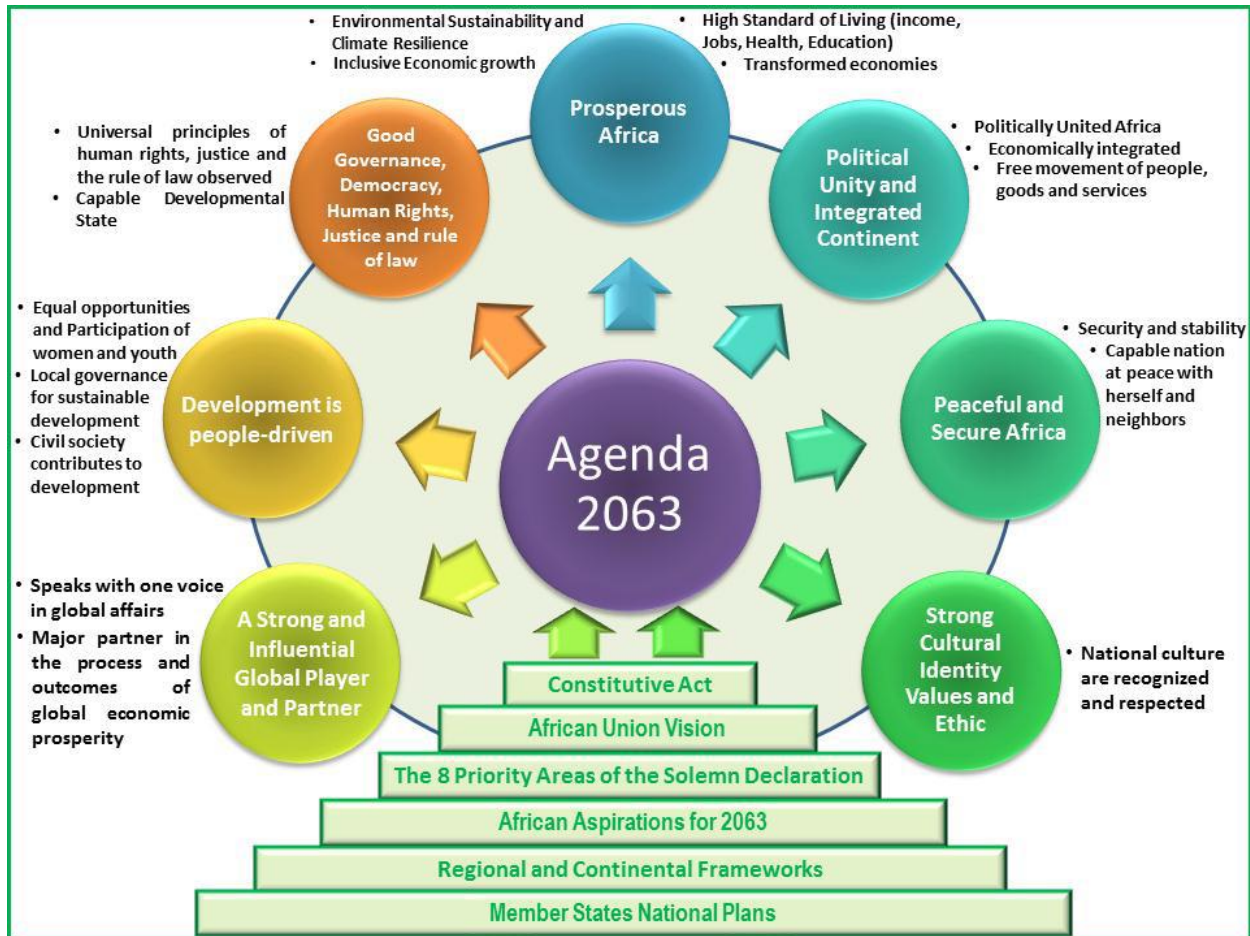 • Environmental Sustainability and
Climate Resilience
• Inclusive Economic growth
• High Standard of Living (income,
Jobs, Health, Education)
• Transformed economies
Prosperous
Africa
• Universal principles of
human rights, justice and
the rule of law observed
• Capable Developmental
State
Good
Governance,
Democracy,
Human Rights,
Justice and rule
of law
Political
Unity and
Integrated
Continent
• Politically United Africa
• Economically integrated
• Free movement of people,
goods and services
• Equal opportunities
and Participation of
women and youth
• Local governance
for sustainable
development
• Civil society
contributes to
development
Development is
people-driven
Agenda
2063
Peaceful and
Secure Africa
• Security and stability
• Capable nation
at peace with
herself and
neighbors
• Speaks with one voice
in global affairs
• Major partner in
the process and
outcomes of
global economic
prosperity
A Strong and
Influential
Global Player
and Partner
Strong
Cultural
Identity
Values and
Ethic
• National culture
are recognized
and respected
Constitutive Act
African Union Vision
The 8 Priority Areas of the Solemn Declaration
African Aspirations for 2063
Regional and Continental Frameworks
Member States National Plans